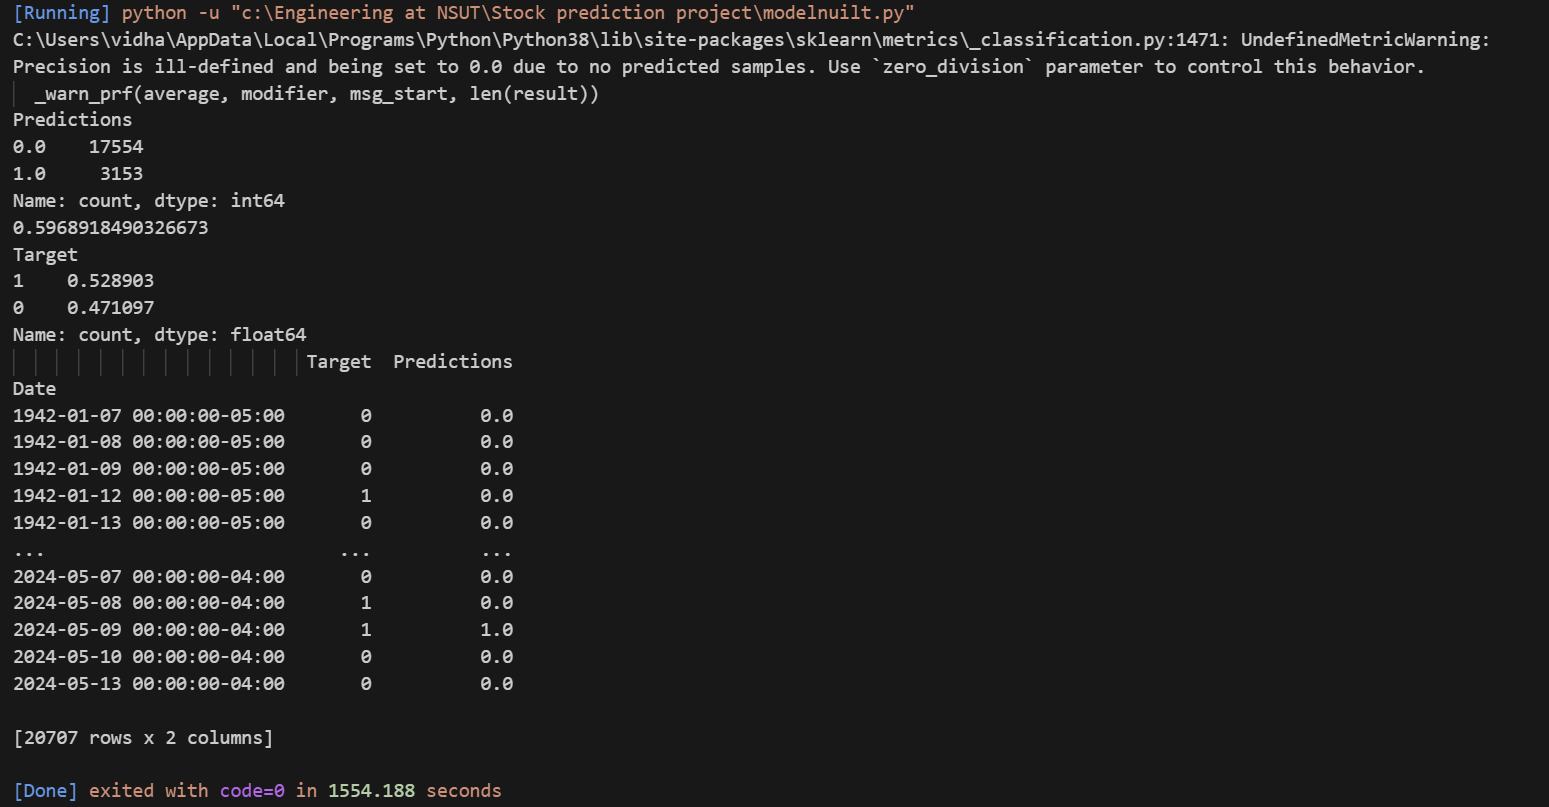 [Running] python -u "c:\Engineering at NSUT\Stock prediction project\modelnuilt.py"
C:\Users\vidha\AppData\Local\Programs\Python\Python38\lib\site-packages\sklearn\metrics\_classification.py:1471: UndefinedMetricWarning:
Precision is ill-defined and being set to 0.0 due to no predicted samples. Use `zero_division` parameter to control this behavior.
  _warn_prf(average, modifier, msg_start, len(result))
Predictions
0.0    17554
1.0     3153
Name: count, dtype: int64
0.5968918490326673
Target
1    0.528903
0    0.471097
Name: count, dtype: float64
                           Target  Predictions
Date
1942-01-07 00:00:00-05:00       0          0.0
1942-01-08 00:00:00-05:00       0          0.0
1942-01-09 00:00:00-05:00       0          0.0
1942-01-12 00:00:00-05:00       1          0.0
1942-01-13 00:00:00-05:00       0          0.0
...                           ...          ...
2024-05-07 00:00:00-04:00       0          0.0
2024-05-08 00:00:00-04:00       1          0.0
2024-05-09 00:00:00-04:00       1          1.0
2024-05-10 00:00:00-04:00       0          0.0
2024-05-13 00:00:00-04:00       0          0.0
[20707 rows x 2 columns]
[Done] exited with code=0 in 1554.188 seconds